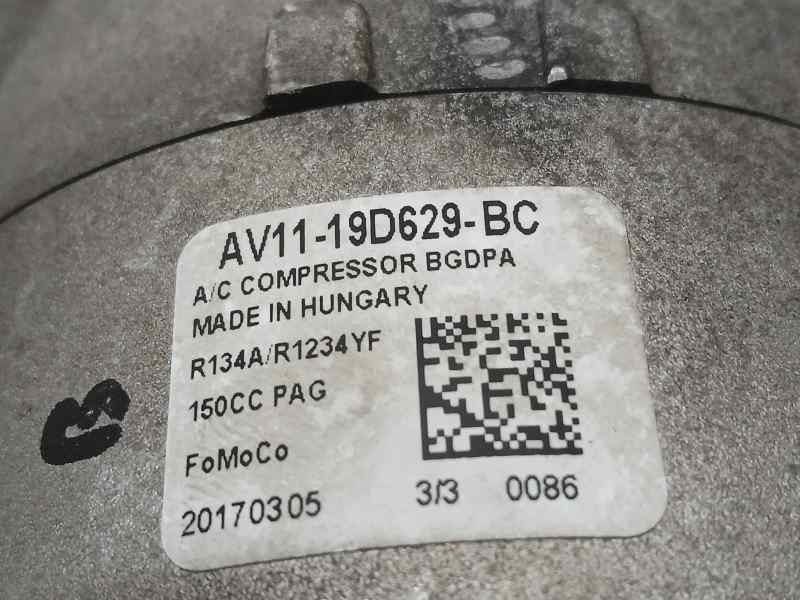 AV11-19D629-BC
A/C COMPRESSOR BGDPA
MADE IN HUNGARY
R134A/R1234YF
150CC PAG
FoMoCo
20170305 3/3 0086